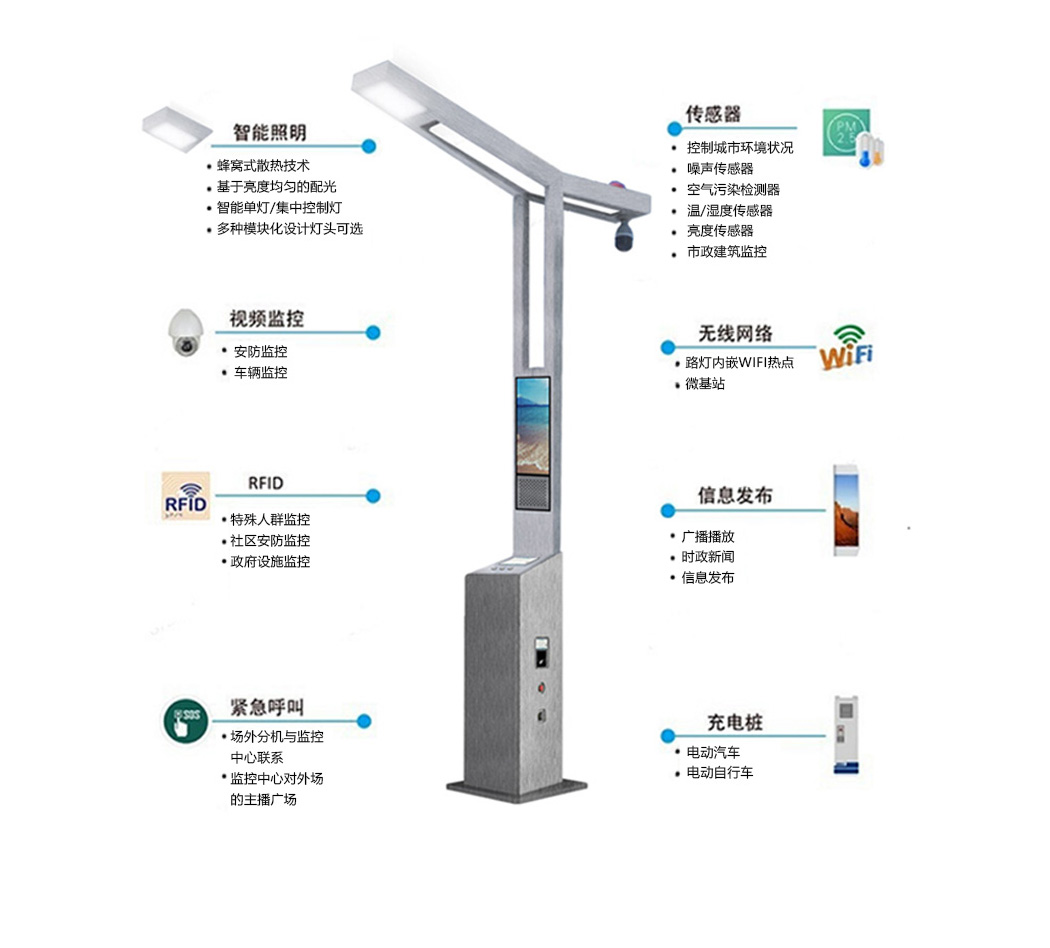 智能照明
• 蜂窝式散热技术
• 基于亮度均匀的配光
• 智能单灯/集中控制灯
• 多种模块化设计灯头可选
视频监控
• 安防监控
• 车辆监控
RFID
RFID
• 特殊人群监控
• 社区安防监控
• 政府设施监控
SOS
紧急呼叫
• 场外分机与监控
中心联系
• 监控中心对外场
的主播广场
传感器
PM
2.5
• 控制城市环境状况
• 噪声传感器
• 空气污染检测器
• 温/湿度传感器
• 亮度传感器
• 市政建筑监控
无线网络
WiFi
• 路灯内嵌WIFI热点
• 微基站
信息发布
• 广播播放
• 时政新闻
• 信息发布
充电桩
• 电动汽车
• 电动自行车